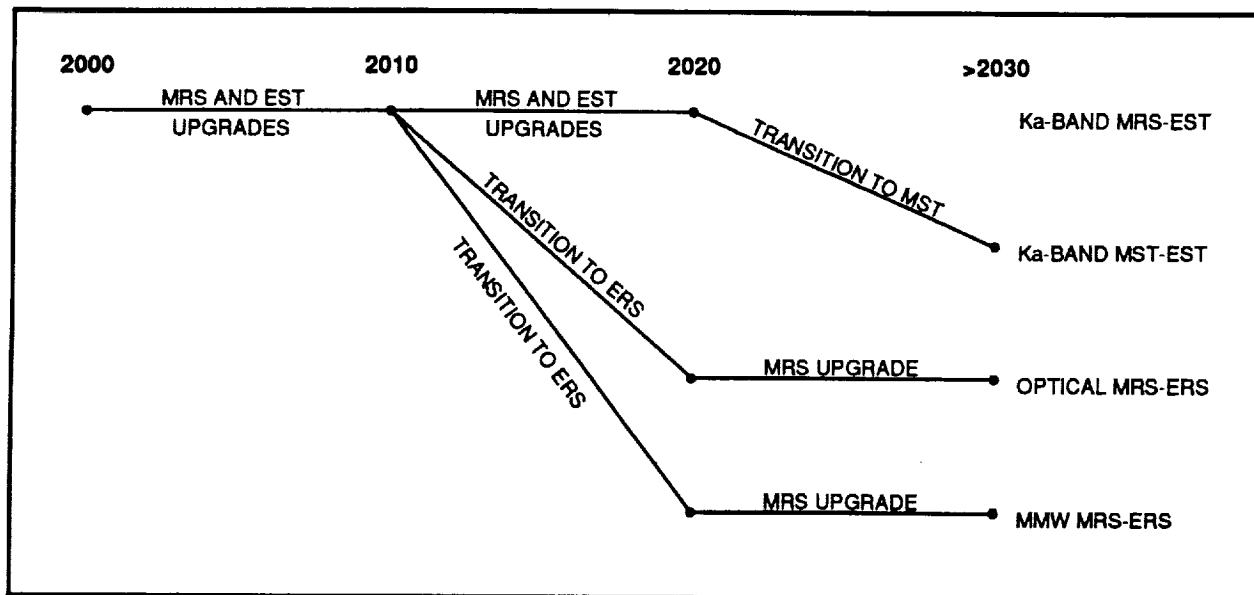 2000 2010 2020 >2030
MRS AND EST
UPGRADES
MRS AND EST
UPGRADES
Ka-BAND MRS-EST
TRANSITION TO MST
Ka-BAND MST-EST
TRANSITION TO ERS
TRANSITION TO ERS
MRS UPGRADE
OPTICAL MRS-ERS
MRS UPGRADE
MMW MRS-ERS